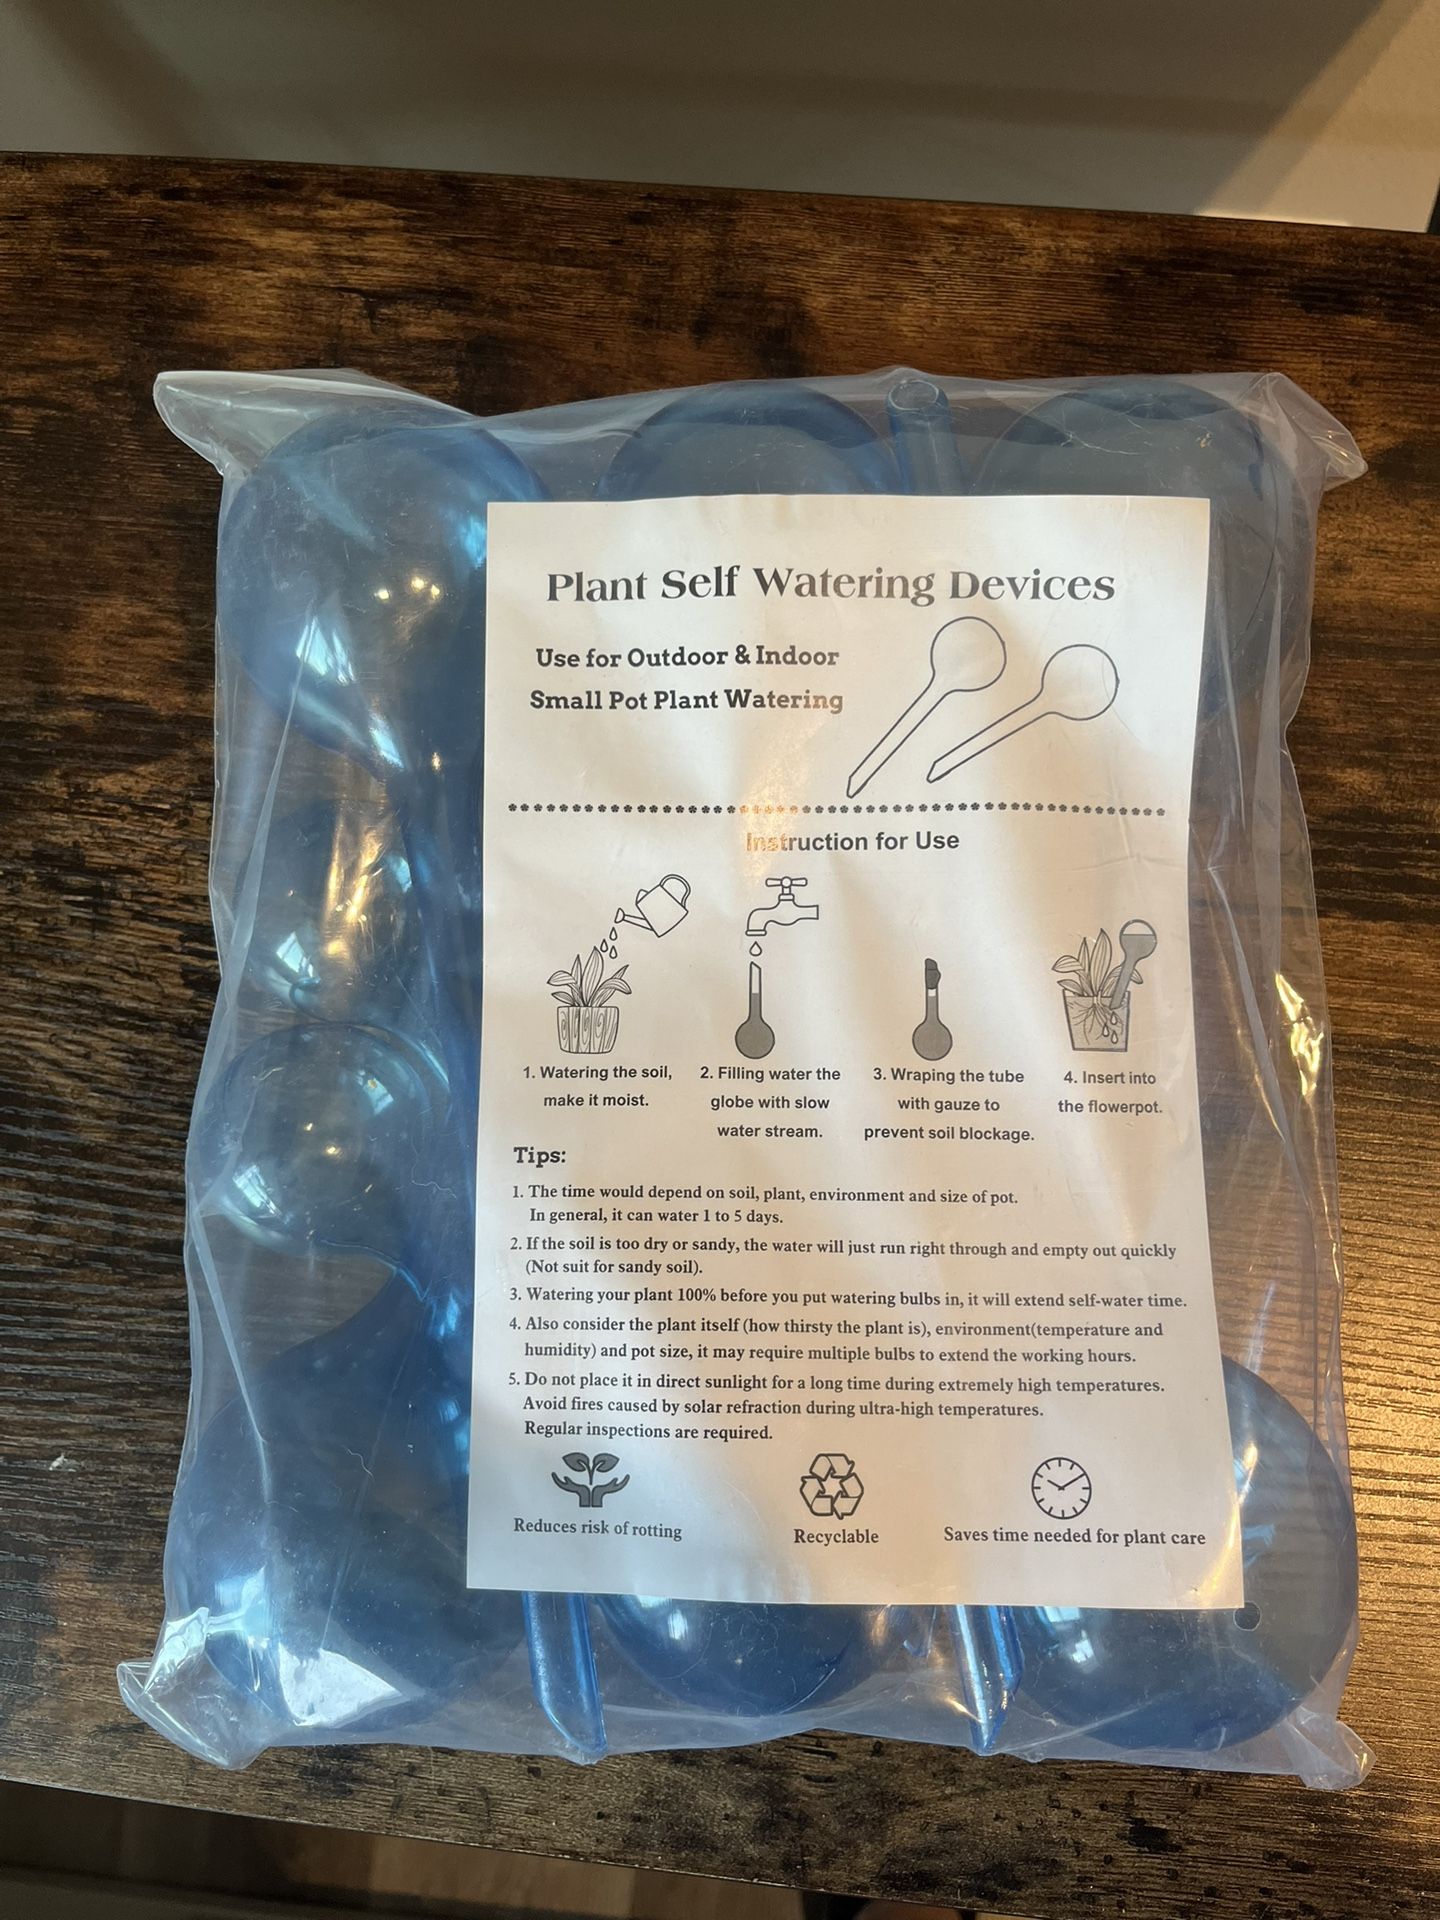 Plant Self Watering Devices
Use for Outdoor & Indoor
Small Pot Plant Watering
Instruction for Use
1. Watering the soil,
make it moist.
2. Filling water the
globe with slow
water stream.
3. Wraping the tube
with gauze to
prevent soil blockage.
4. Insert into
the flowerpot.
Tips:
1. The time would depend on soil, plant, environment and size of pot.
In general, it can water 1 to 5 days.
2. If the soil is too dry or sandy, the water will just run right through and empty out quickly
(Not suit for sandy soil).
3. Watering your plant 100% before you put watering bulbs in, it will extend self-water time.
4. Also consider the plant itself (how thirsty the plant is), environment(temperature and
humidity) and pot size, it may require multiple bulbs to extend the working hours.
5. Do not place it in direct sunlight for a long time during extremely high temperatures.
Avoid fires caused by solar refraction during ultra-high temperatures.
Regular inspections are required.
Reduces risk of rotting
Recyclable
Saves time needed for plant care